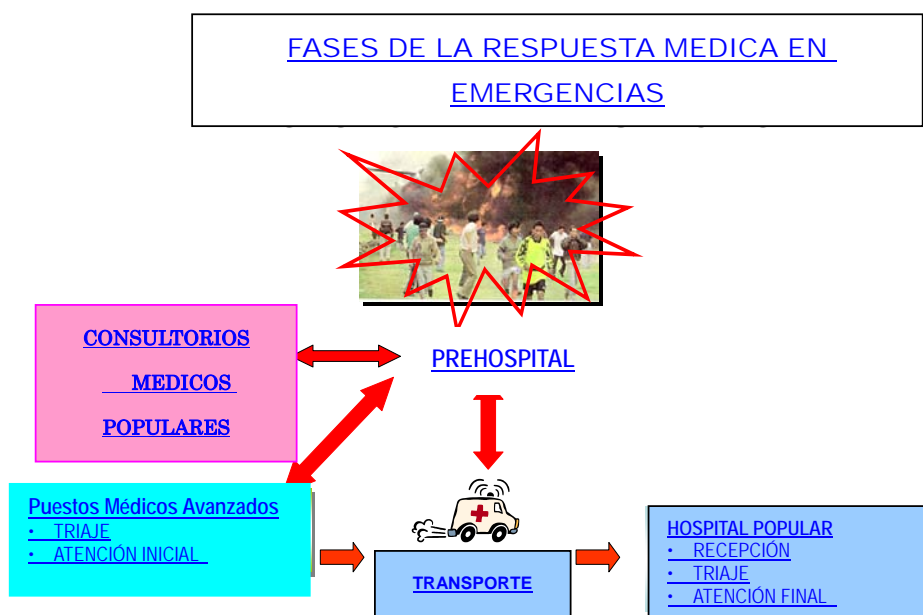 FASES DE LA RESPUESTA MEDICA EN
EMERGENCIAS
CONSULTORIOS
MEDICOS
POPULARES
PREHOSPITAL
Puestos Médicos Avanzados
• TRIAJE
• ATENCIÓN INICIAL
TRANSPORTE
HOSPITAL POPULAR
• RECEPCIÓN
• TRIAJE
• ATENCIÓN FINAL